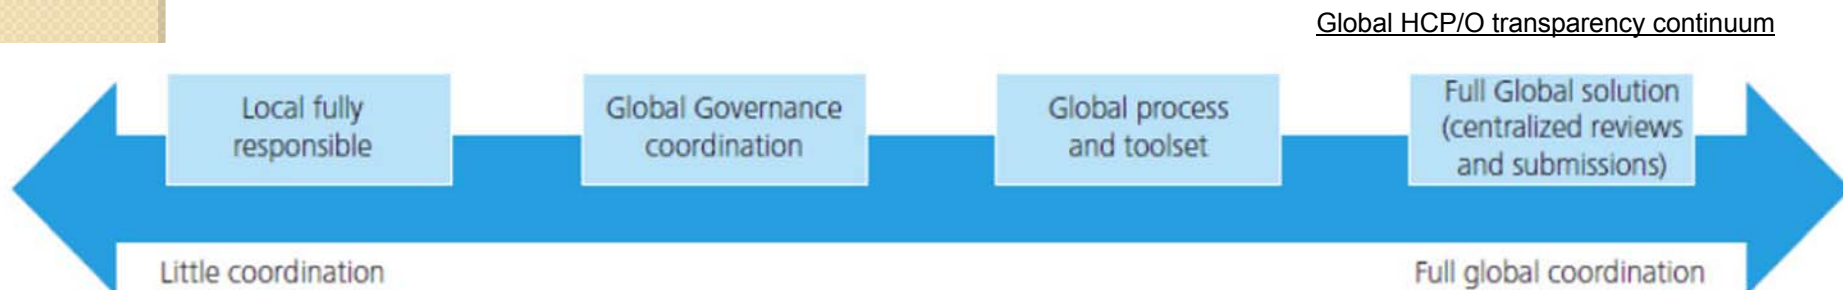 Global HCP/O transparency continuum
Local fully
responsible
Global Governance
coordination
Global process
and toolset
Full Global solution
(centralized reviews
and submissions)
Little coordination
Full global coordination